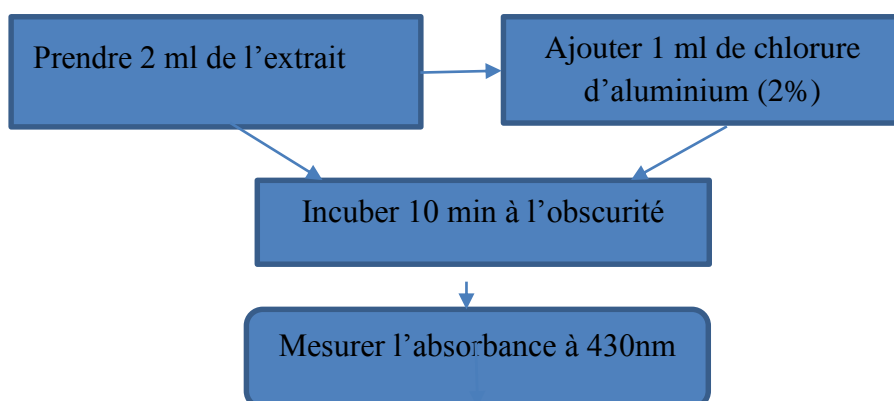 Prendre 2 ml de l’extrait
Ajouter 1 ml de chlorure
d’aluminium (2%)
Incuber 10 min à l’obscurité
Mesurer l’absorbance à 430nm